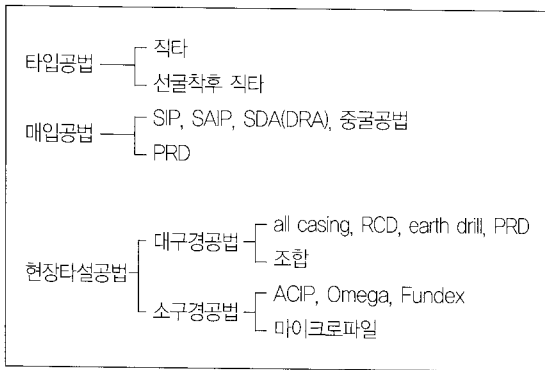 타입공법
직타
선굴착후 직타
매입공법
SIP, SAIP, SDA(DRA), 중굴공법
PRD
현장타설공법
대구경공법
all casing, RCD, earth drill, PRD
조합
소구경공법
ACIP, Omega, Fundex
마이크로파일